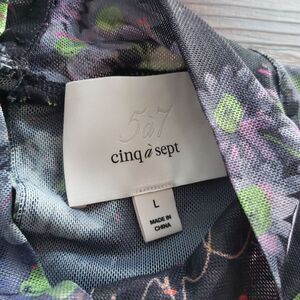 5à7
cinq à sept
L
MADE IN
CHINA